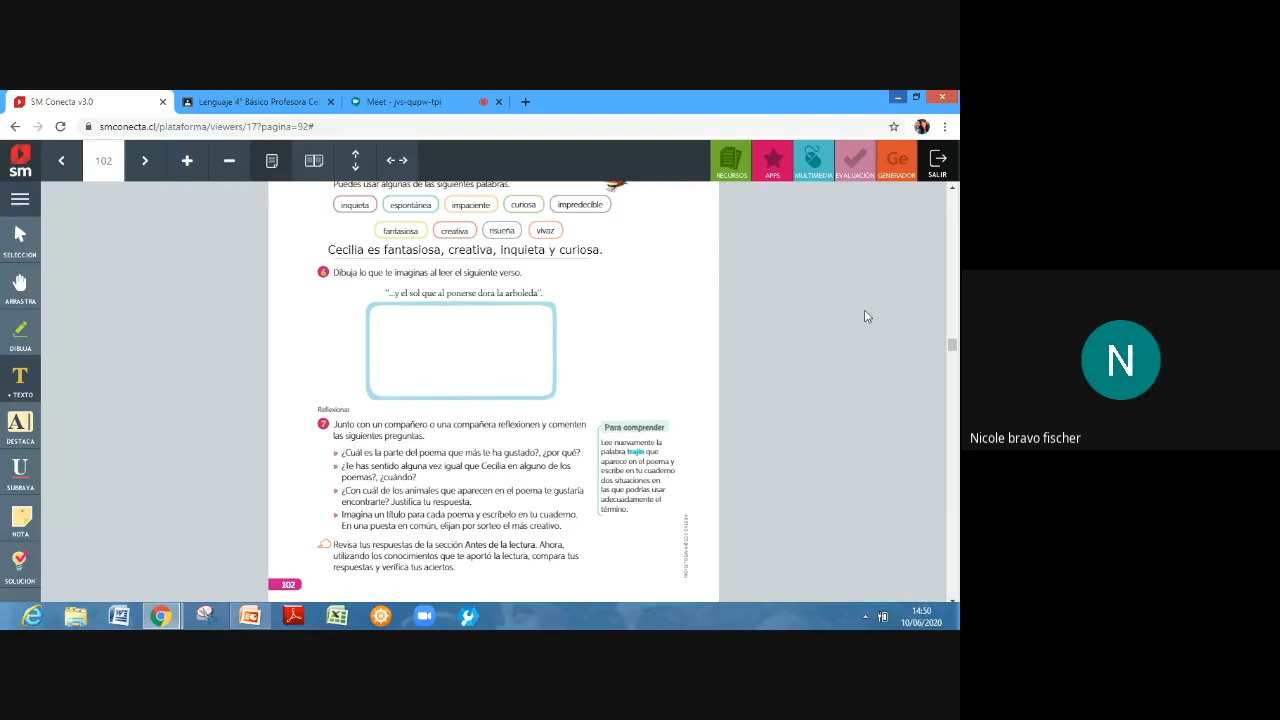 SM Conecta v3.0
Lenguaje 4° Básico Profesora Ce
Meet - jvs-qupw-tpi
smconecta.cl/plataforma/viewers/17?pagina=92#
sm
102
RECURSOS
APPS
MULTIMEDIA
EVALUACIÓN
Ge
GENERADOR
SALIR
SELECCIÓN
ARRASTRA
DIBUJA
T
+ TEXTO
A
DESTACA
U
SUBRAYA
NOTA
SOLUCIÓN
Puedes usar algunas de las siguientes palabras.
inquieta espontánea impaciente curiosa impredecible
fantasiosa creativa risueña vivaz
Cecilia es fantasiosa, creativa, inquieta y curiosa.
6 Dibuja lo que te imaginas al leer el siguiente verso.
"...y el sol que al ponerse dora la arboleda".
Reflexionar
7 Junto con un compañero o una compañera reflexionen y comenten
las siguientes preguntas.
¿Cuál es la parte del poema que más te ha gustado?, ¿por qué?
¿Te has sentido alguna vez igual que Cecilia en alguno de los
poemas?, ¿cuándo?
¿Con cuál de los animales que aparecen en el poema te gustaría
encontrarte? Justifica tu respuesta.
Imagina un título para cada poema y escríbelo en tu cuaderno.
En una puesta en común, elijan por sorteo el más creativo.
Revisa tus respuestas de la sección Antes de la lectura. Ahora,
utilizando los conocimientos que te aportó la lectura, compara tus
respuestas y verifica tus aciertos.
102
Para comprender
Lee nuevamente la
palabra trajín que
aparece en el poema y
escribe en tu cuaderno
dos situaciones en
las que podrías usar
adecuadamente el
término.
14:50
10/06/2020
N
Nicole bravo fischer